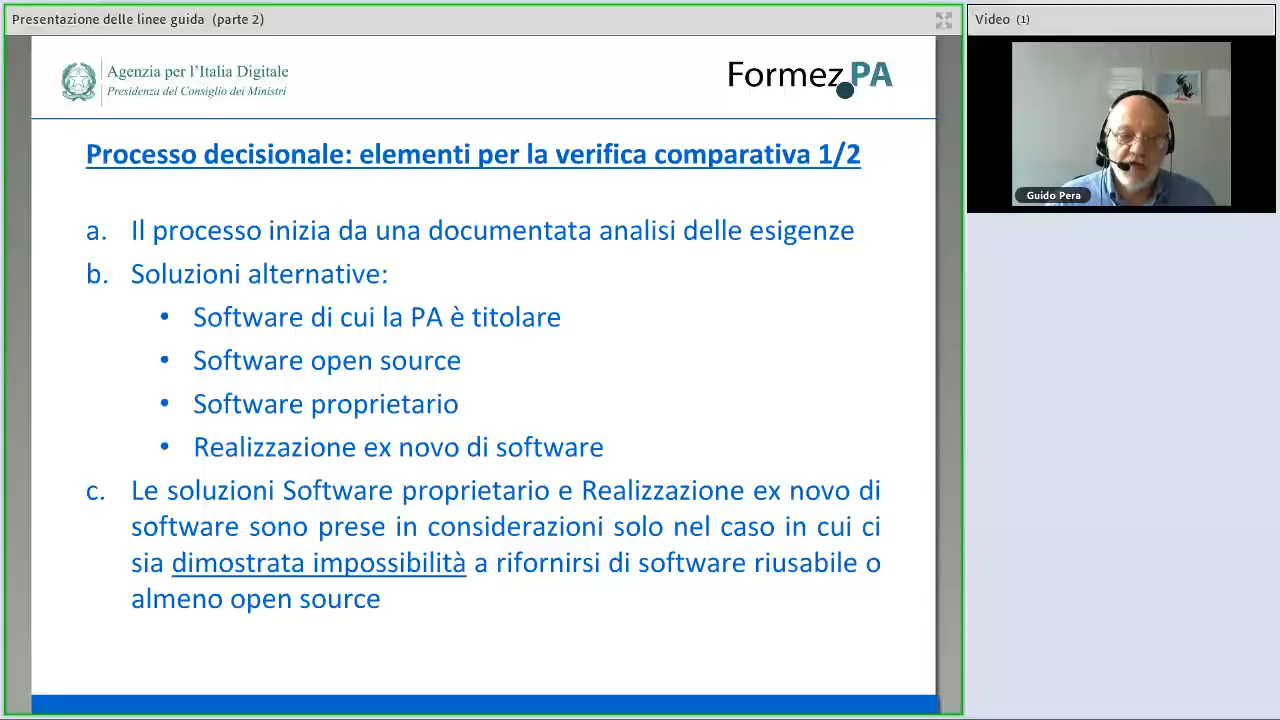 Presentazione delle linee guida (parte 2)
Video (1)
Agenzia per l'Italia Digitale
Presidenza del Consiglio dei Ministri
Formez PA
Guido Pera
Processo decisionale: elementi per la verifica comparativa 1/2
a. Il processo inizia da una documentata analisi delle esigenze
b. Soluzioni alternative:
• Software di cui la PA è titolare
• Software open source
• Software proprietario
• Realizzazione ex novo di software
c. Le soluzioni Software proprietario e Realizzazione ex novo di
software sono prese in considerazioni solo nel caso in cui ci
sia dimostrata impossibilità a rifornirsi di software riusabile o
almeno open source